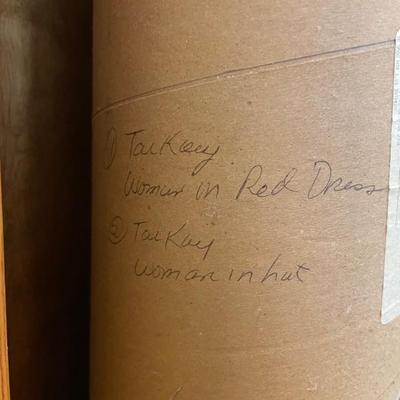 ① Tarkay
Woman in Red Dress
② Tarkay
Woman in hat